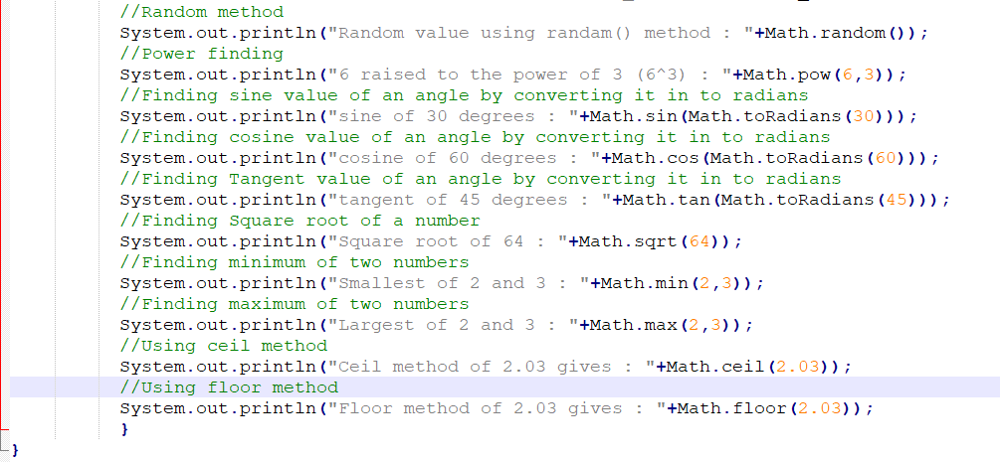 //Random method
System.out.println("Random value using randam() method : "+Math.random());
//Power finding
System.out.println("6 raised to the power of 3 (6^3) : "+Math.pow(6,3));
//Finding sine value of an angle by converting it in to radians
System.out.println("sine of 30 degrees : "+Math.sin(Math.toRadians(30)));
//Finding cosine value of an angle by converting it in to radians
System.out.println("cosine of 60 degrees : "+Math.cos(Math.toRadians(60)));
//Finding Tangent value of an angle by converting it in to radians
System.out.println("tangent of 45 degrees : "+Math.tan(Math.toRadians(45)));
//Finding Square root of a number
System.out.println("Square root of 64 : "+Math.sqrt(64));
//Finding minimum of two numbers
System.out.println("Smallest of 2 and 3 : "+Math.min(2,3));
//Finding maximum of two numbers
System.out.println("Largest of 2 and 3 : "+Math.max(2,3));
//Using ceil method
System.out.println("Ceil method of 2.03 gives : "+Math.ceil(2.03));
//Using floor method
System.out.println("Floor method of 2.03 gives : "+Math.floor(2.03));
}
}